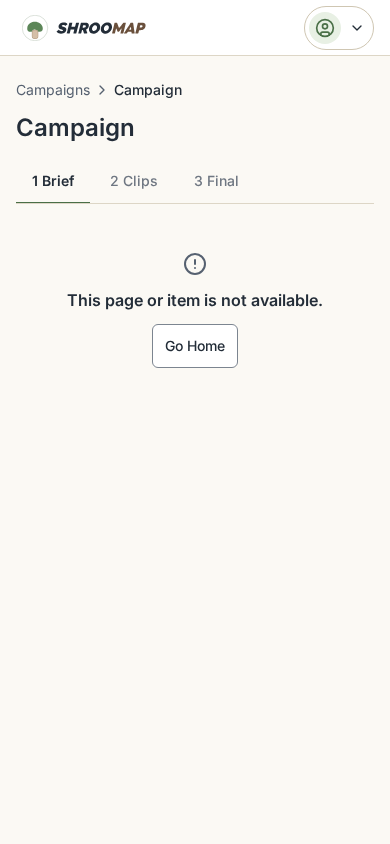 SHROOMAP
Campaigns > Campaign
Campaign
1 Brief 2 Clips 3 Final
This page or item is not available.
Go Home